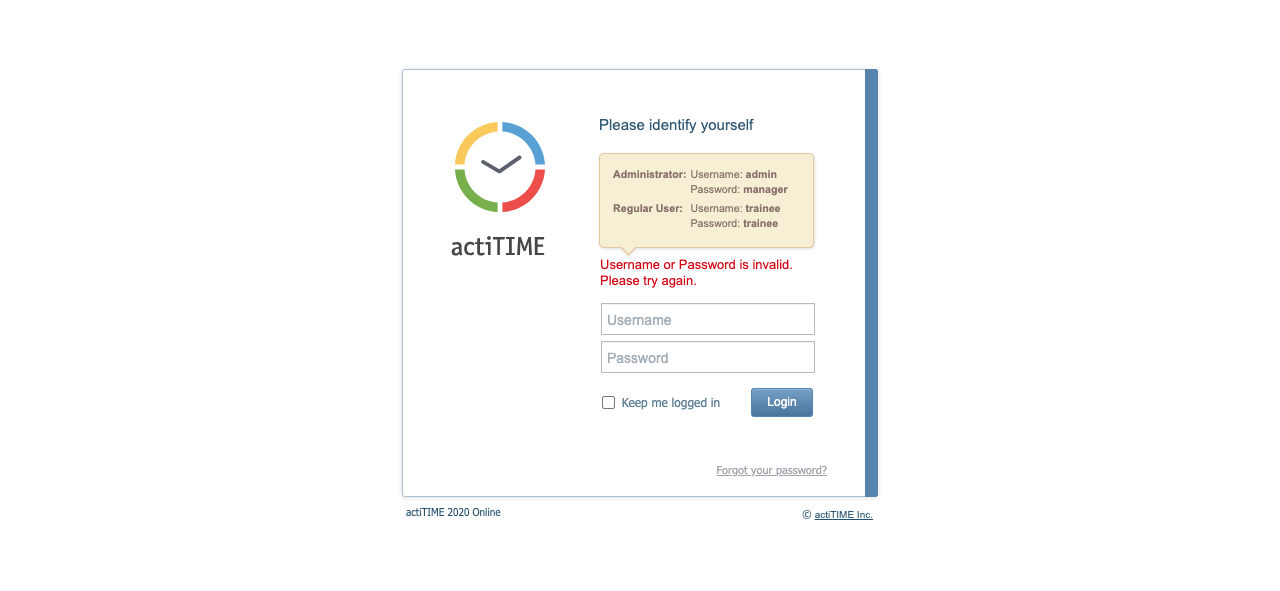 Please identify yourself
Administrator: Username: admin
Password: manager
Regular User: Username: trainee
Password: trainee
actiTIME
Username or Password is invalid.
Please try again.
Username
Password
Keep me logged in
Login
Forgot your password?
actiTIME 2020 Online
© actiTIME Inc.